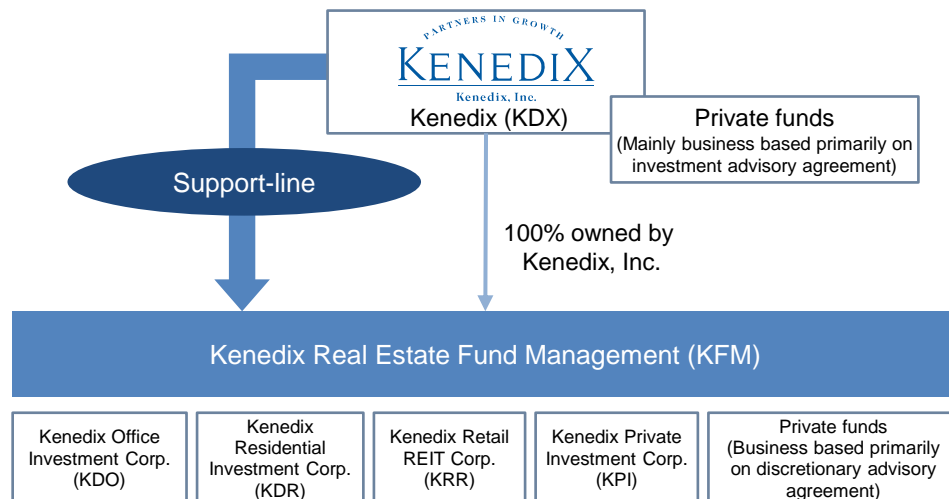 PARTNERS IN GROWTH
KENEDIX
Kenedix, Inc.
Kenedix (KDX)
Private funds
(Mainly business based primarily on
investment advisory agreement)
Support-line
100% owned by
Kenedix, Inc.
Kenedix Real Estate Fund Management (KFM)
Kenedix Office
Investment Corp.
(KDO)
Kenedix
Residential
Investment Corp.
(KDR)
Kenedix Retail
REIT Corp.
(KRR)
Kenedix Private
Investment Corp.
(KPI)
Private funds
(Business based primarily
on discretionary advisory
agreement)